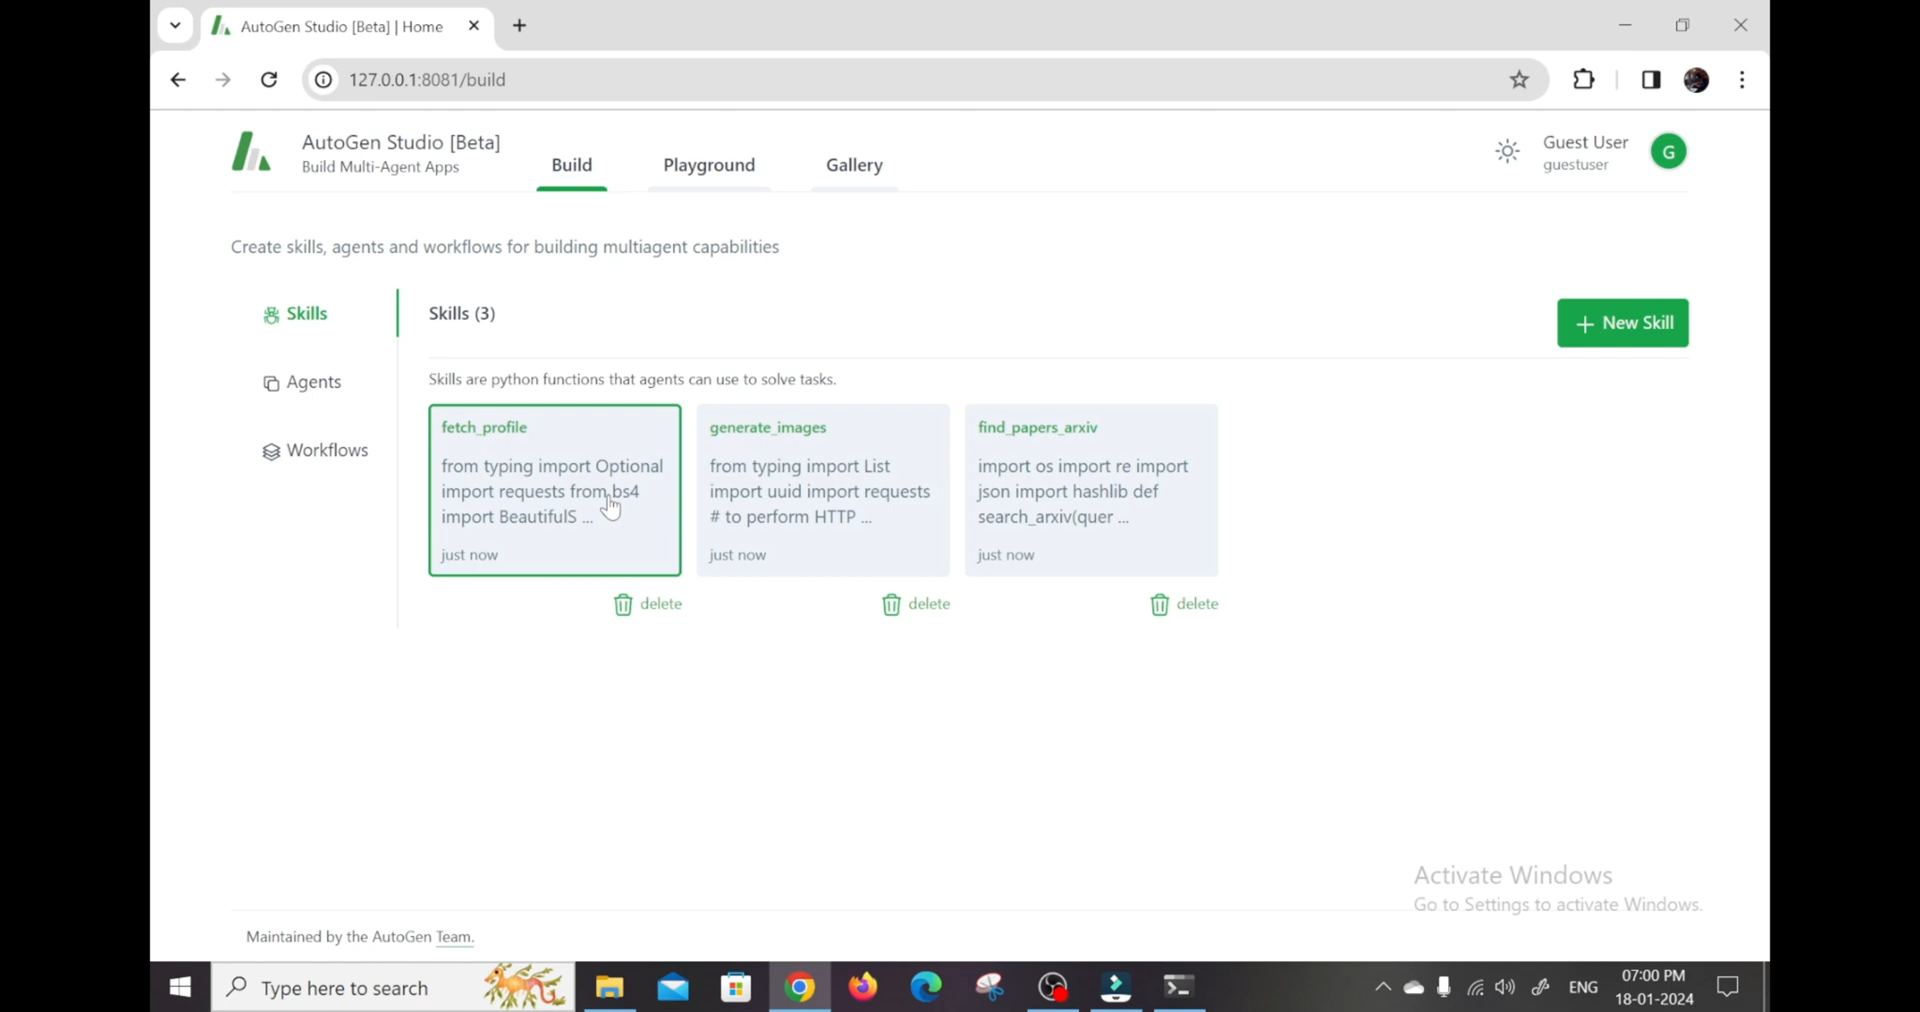 AutoGen Studio [Beta] | Home
127.0.0.1:8081/build
AutoGen Studio [Beta]
Build Multi-Agent Apps
Build
Playground
Gallery
Guest User
guestuser
G
Create skills, agents and workflows for building multiagent capabilities
Skills
Agents
Workflows
Skills (3)
New Skill
Skills are python functions that agents can use to solve tasks.
fetch_profile
from typing import Optional
import requests from bs4
import BeautifulS ...
just now
delete
generate_images
from typing import List
import uuid import requests
# to perform HTTP ...
just now
delete
find_papers_arxiv
import os import re import
json import hashlib def
search_arxiv(quer ...
just now
delete
Activate Windows
Go to Settings to activate Windows.
Maintained by the AutoGen Team.
Type here to search
ENG
07:00 PM
18-01-2024